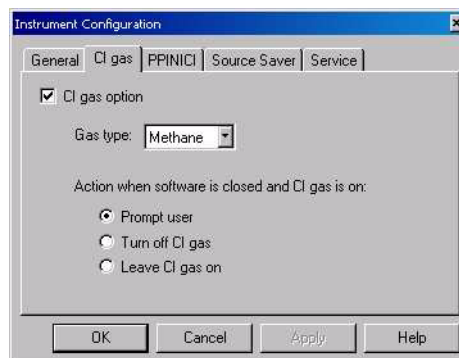 Instrument Configuration
General CI gas PPINICI Source Saver Service
CI gas option
Gas type: Methane
Action when software is closed and CI gas is on:
Prompt user
Turn off CI gas
Leave CI gas on
OK Cancel Apply Help